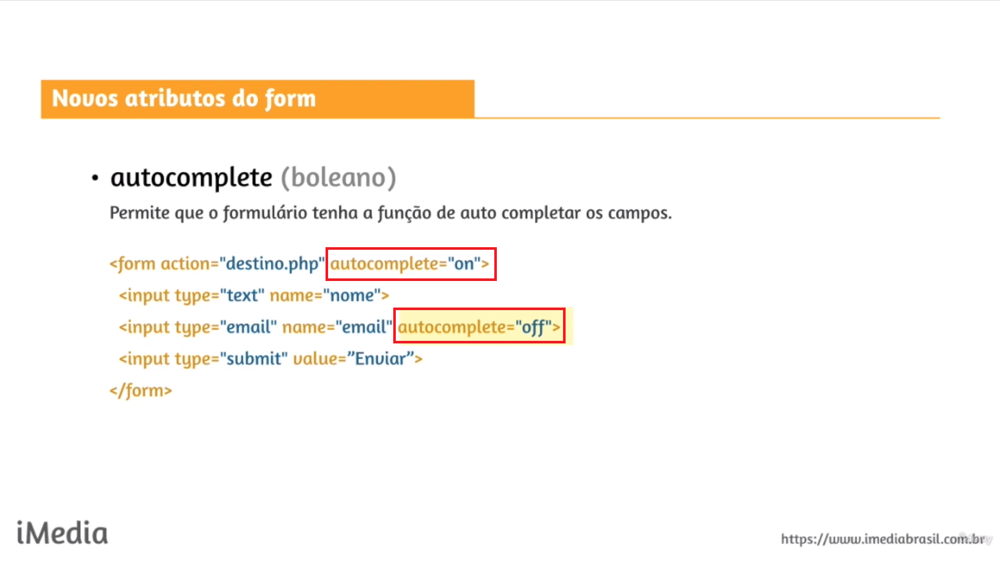 Novos atributos do form
• autocomplete (boleano)
Permite que o formulário tenha a função de auto completar os campos.
<form action="destino.php" autocomplete="on">
<input type="text" name="nome">
<input type="email" name="email" autocomplete="off">
<input type="submit" value=”Enviar”>
</form>
iMedia
https://www.imediabrasil.com.br
Udemy